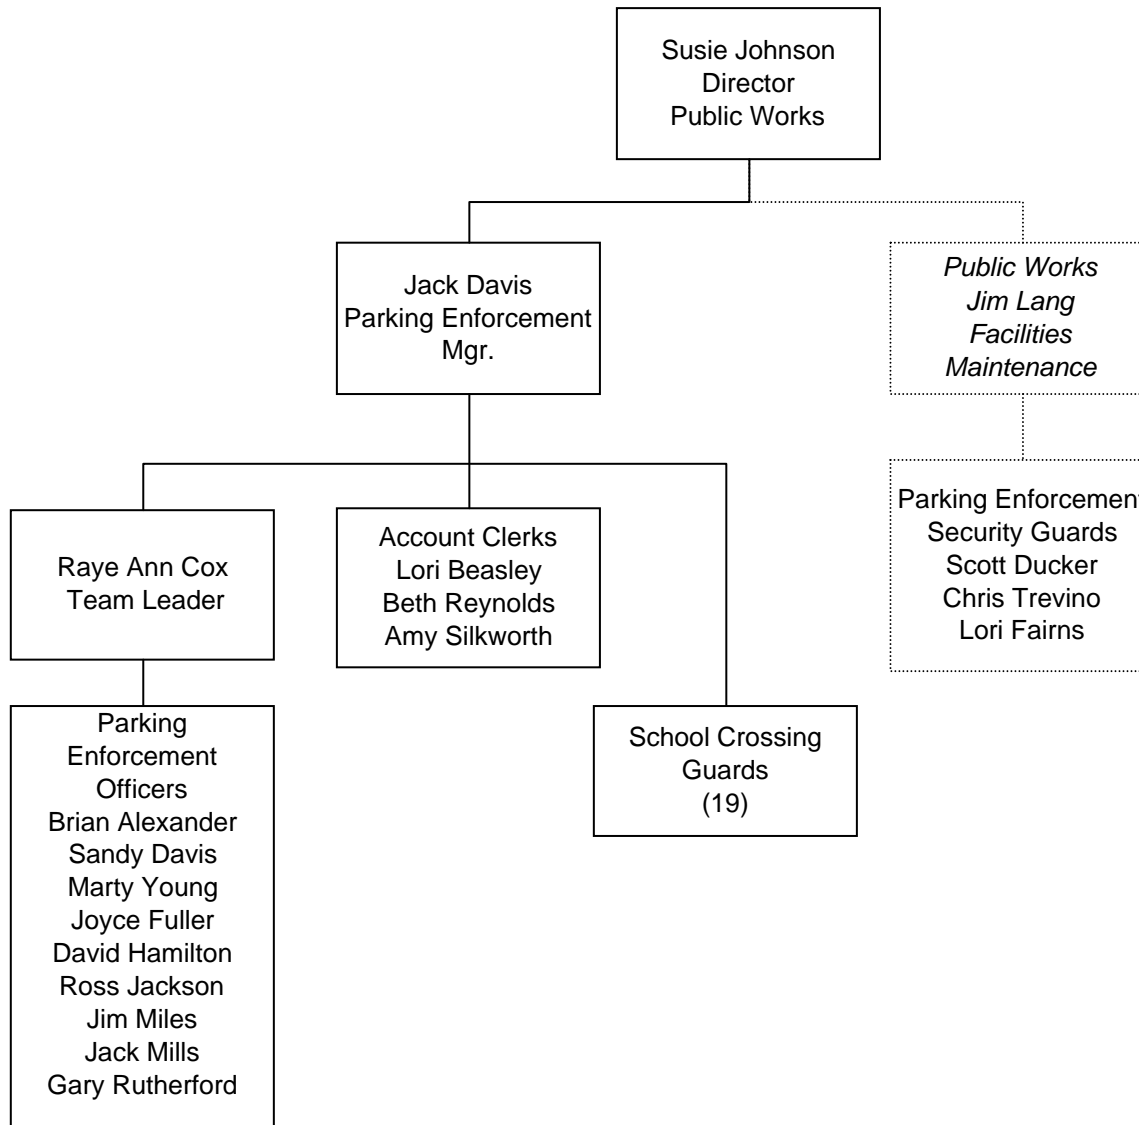 Susie Johnson
Director
Public Works
Jack Davis
Parking Enforcement
Mgr.
Public Works
Jim Lang
Facilities
Maintenance
Raye Ann Cox
Team Leader
Account Clerks
Lori Beasley
Beth Reynolds
Amy Silkworth
Parking Enforcement
Security Guards
Scott Ducker
Chris Trevino
Lori Fairns
Parking
Enforcement
Officers
Brian Alexander
Sandy Davis
Marty Young
Joyce Fuller
David Hamilton
Ross Jackson
Jim Miles
Jack Mills
Gary Rutherford
School Crossing
Guards
(19)